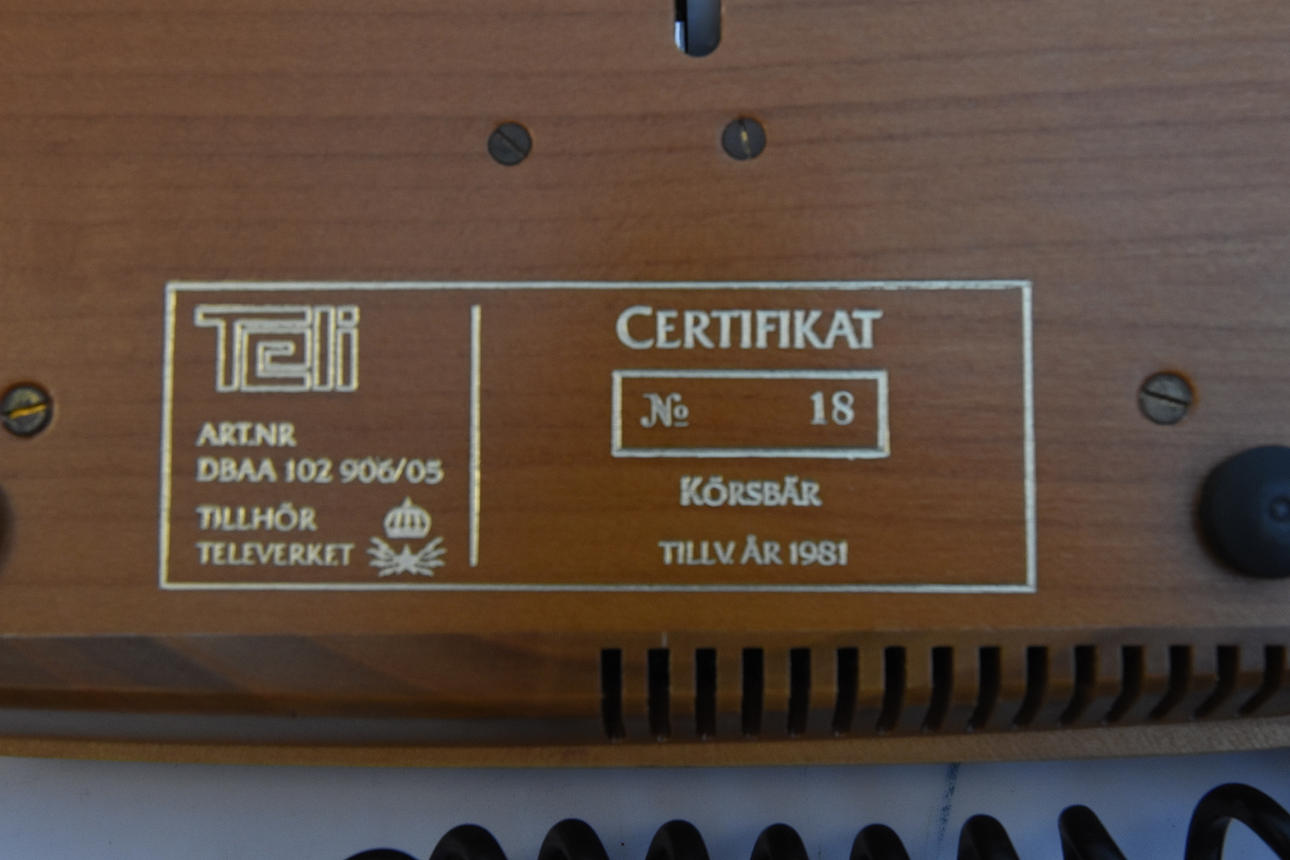 Teli
ART.NR
DBAA 102 906/05
TILLHÖR
TELEVERKET
CERTIFIKAT
№ 18
KÖRSBÄR
TILLV. ÅR 1981